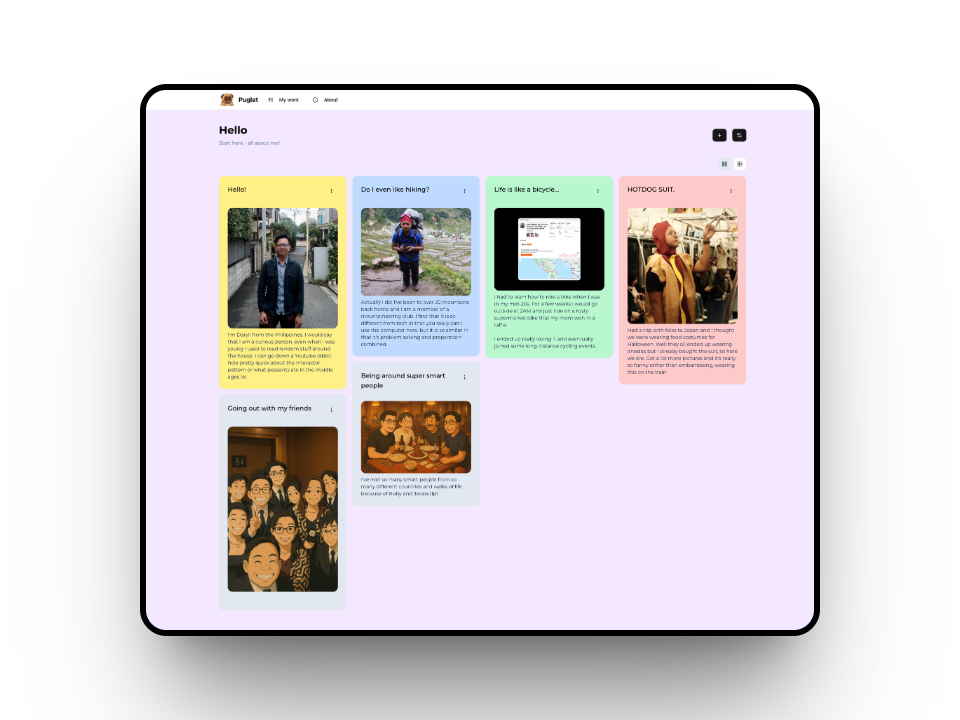 Puglet
My work
About
Hello
Start here - all about me!
Hello!
I'm Daryll from the Philippines. I would say
that I am a curious person, even when I was
young I used to read random stuff around
the house. I can go down a Youtube rabbit
hole pretty quick about the interactor
pattern or what peasants ate in the middle
ages lol
Going out with my friends
Do I even like hiking?
Actually I do! I've been to over 20 mountains
back home and I am a member of a
mountaineering club. I find that it is so
different from tech in that you really can't
use the computer here, but it is so similar in
that it's problem solving and preparation
combined.
Being around super smart
people
I've met so many smart people from so
many different countries and walks of life
because of Ruby and Javascript
Life is like a bicycle...
I had to learn how to ride a bike when I was
in my mid-20s. For a few weeks I would go
outside at 2AM and just ride on a rusty
supermarket bike that my mom won in a
raffle.
I ended up really loving it and eventually
joined some long distance cycling events.
HOTDOG SUIT.
Had a trip with folks to Japan and I thought
we were wearing food costumes for
Halloween. Well they all ended up wearing
onesies but I already bought the suit, so here
we are. Got a lot more pictures and it's really
so funny rather than embarrassing, wearing
this on the train